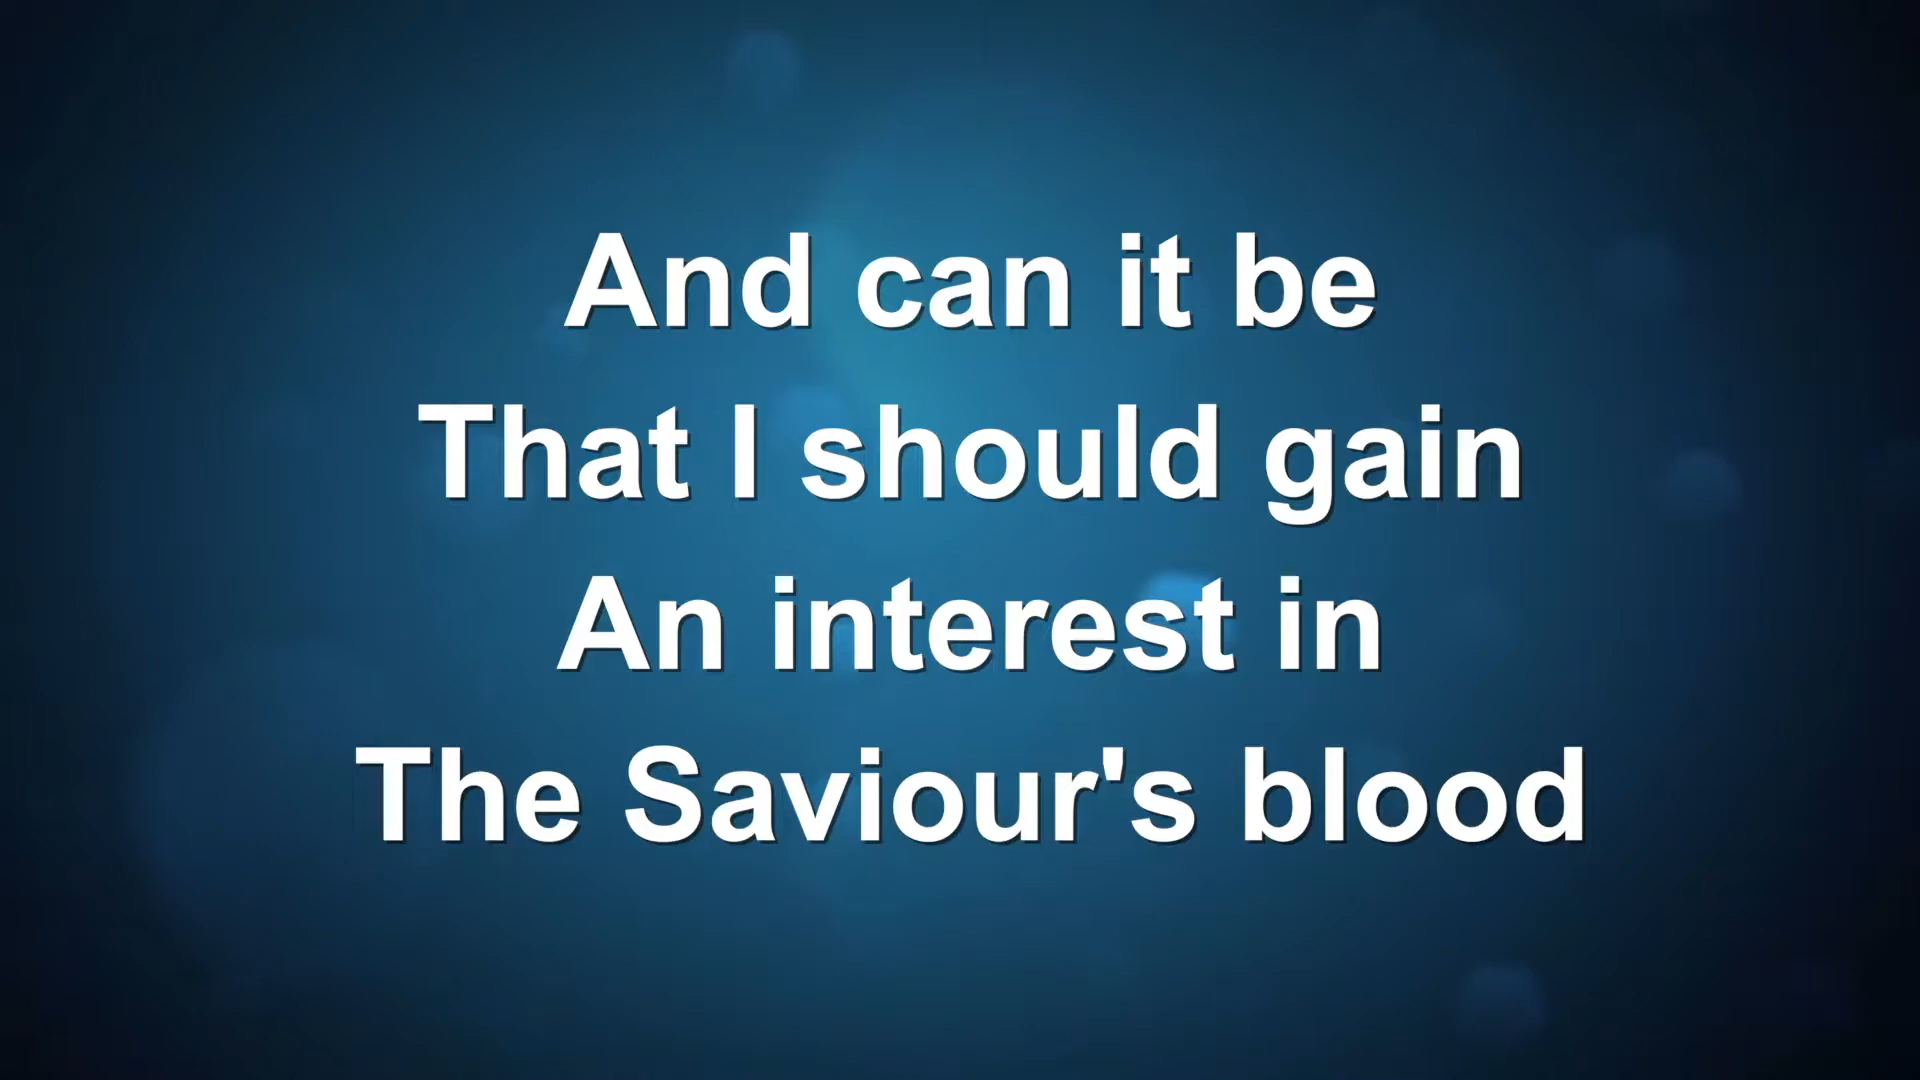 And can it be
That I should gain
An interest in
The Saviour's blood